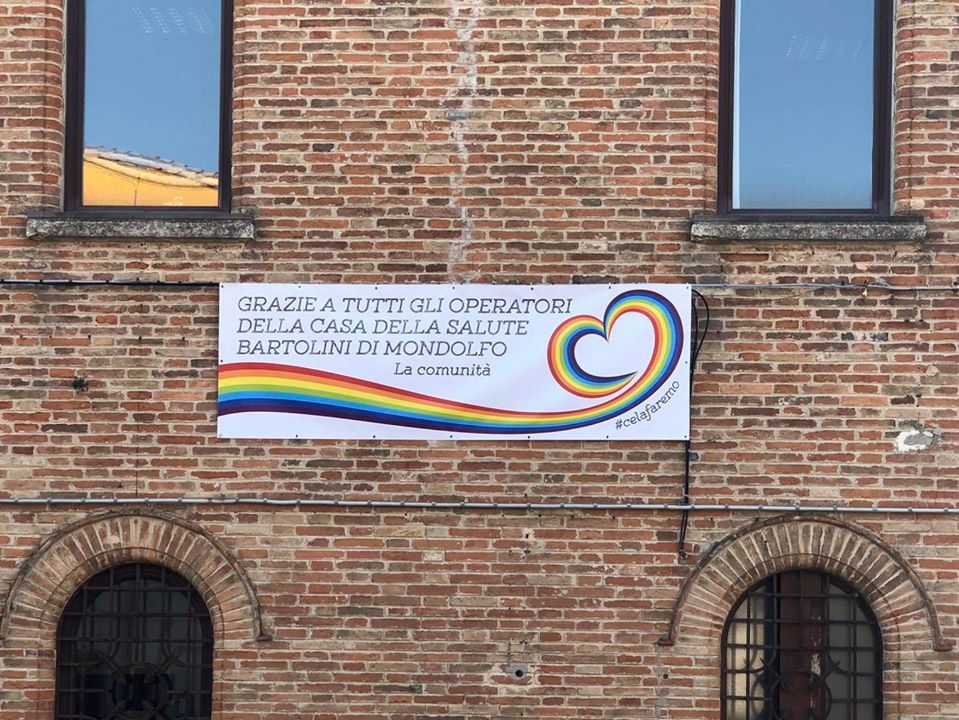 GRAZIE A TUTTI GLI OPERATORI
DELLA CASA DELLA SALUTE
BARTOLINI DI MONDOLFO
La comunità
#celafaremo